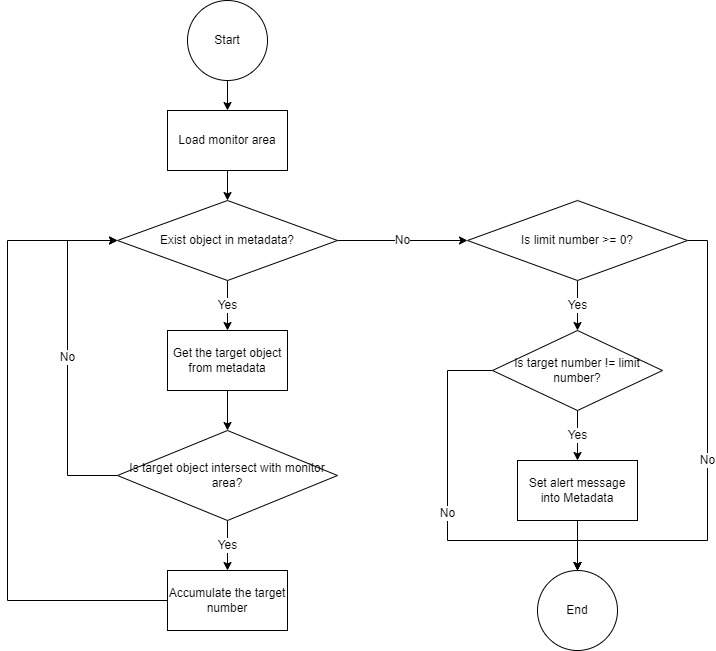 Start
Load monitor area
Exist object in metadata?
No
Is limit number >= 0?
Yes
Yes
Get the target object
from metadata
No
Is target number != limit
number?
Yes
Is target object intersect with monitor
area?
No
Set alert message
into Metadata
No
Yes
Accumulate the target
number
End